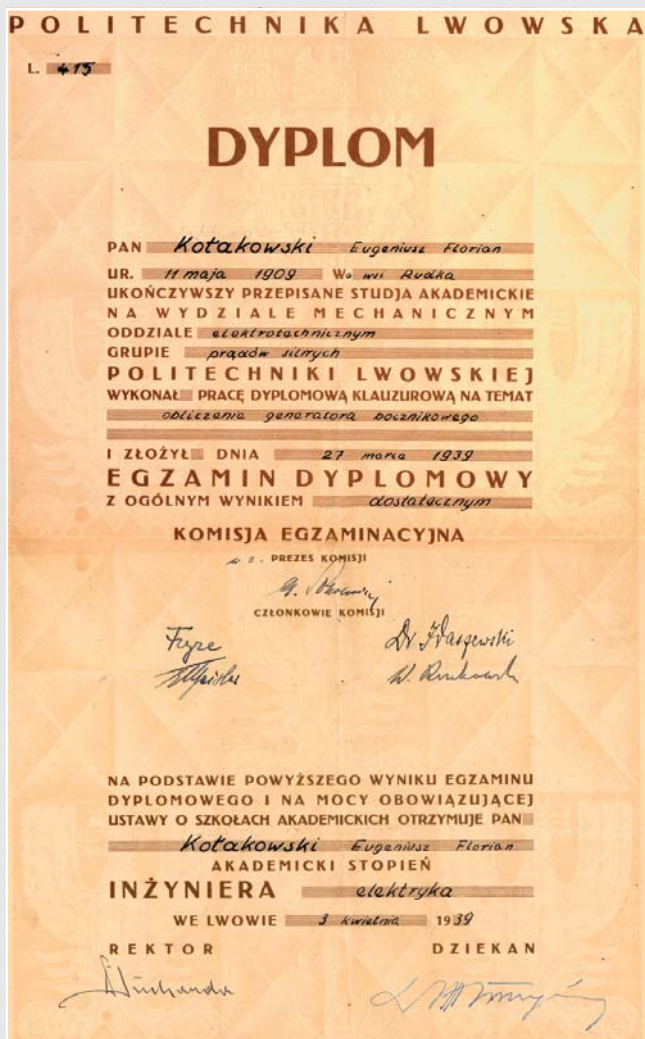 POLITECHNIKA LWOWSKA
L. 415
DYPLOM
PAN Kołakowski Eugeniusz Florian
UR. 11 maja 1909 We wsi Rudka
UKOŃCZYWSZY PRZEPISANE STUDJA AKADEMICKIE
NA WYDZIALE MECHANICZNYM
ODDZIALE elektrotechnicznym
GRUPIE prądów silnych
POLITECHNIKI LWOWSKIEJ
WYKONAŁ PRACĘ DYPLOMOWĄ KLAUZUROWĄ NA TEMAT
obliczenia generatora bocznikowego
I ZŁOŻYŁ DNIA 27 marca 1939
EGZAMIN DYPLOMOWY
Z OGÓLNYM WYNIKIEM dostatecznym
KOMISJA EGZAMINACYJNA
PREZES KOMISJI
CZŁONKOWIE KOMISJI
Fryze
NA PODSTAWIE POWYŻSZEGO WYNIKU EGZAMINU
DYPLOMOWEGO I NA MOCY OBOWIĄZUJĄCEJ
USTAWY O SZKOŁACH AKADEMICKICH OTRZYMUJE PAN
Kołakowski Eugeniusz Florian
AKADEMICKI STOPIEŃ
INŻYNIERA elektryka
WE LWOWIE 3 kwietnia 1939
REKTOR DZIEKAN